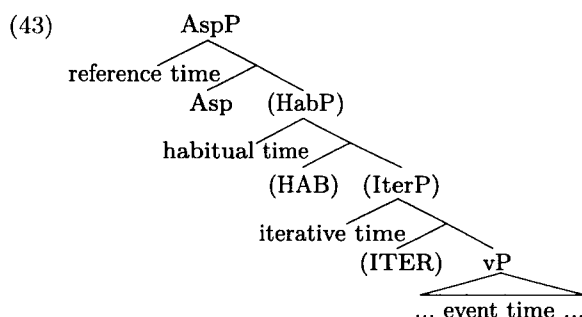 (43) AspP
reference time
Asp (HabP)
habitual time
(HAB) (IterP)
iterative time
(ITER) vP
... event time ...